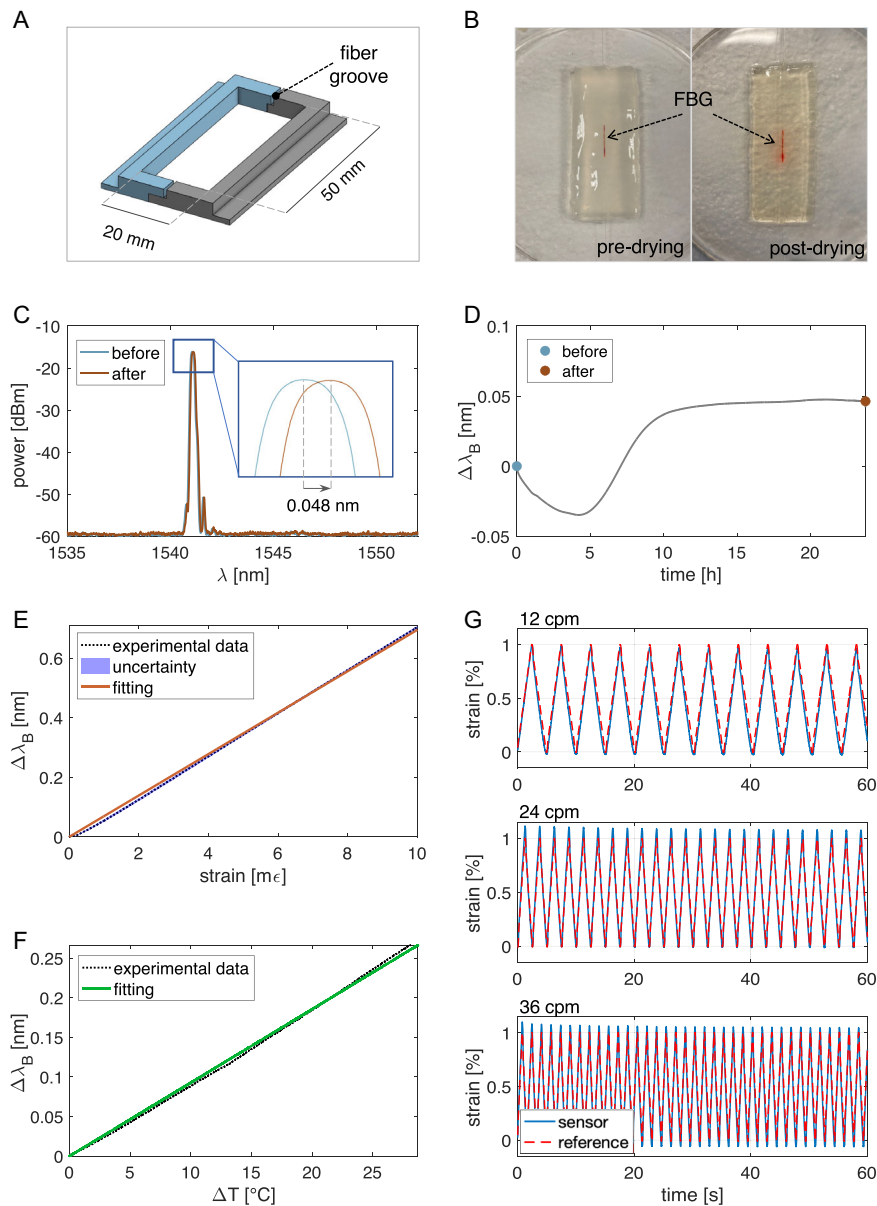 A
fiber
groove
50 mm
20 mm
B
FBG
pre-drying
post-drying
C
-10
-20
-30
-40
-50
-60
power [dBm]
before
after
0.048 nm
1535
1540
1545
1550
λ [nm]
D
0.1
0.05
0
-0.05
Δλ_B [nm]
before
after
0
5
10
15
20
time [h]
E
0.6
0.4
0.2
0
Δλ_B [nm]
experimental data
uncertainty
fitting
0
2
4
6
8
10
strain [mϵ]
F
0.25
0.2
0.15
0.1
0.05
0
Δλ_B [nm]
experimental data
fitting
0
5
10
15
20
25
ΔT [°C]
G
12 cpm
1
0.5
0
strain [%]
0
20
40
60
24 cpm
1
0.5
0
strain [%]
0
20
40
60
36 cpm
1
0.5
0
strain [%]
sensor
reference
0
20
40
60
time [s]